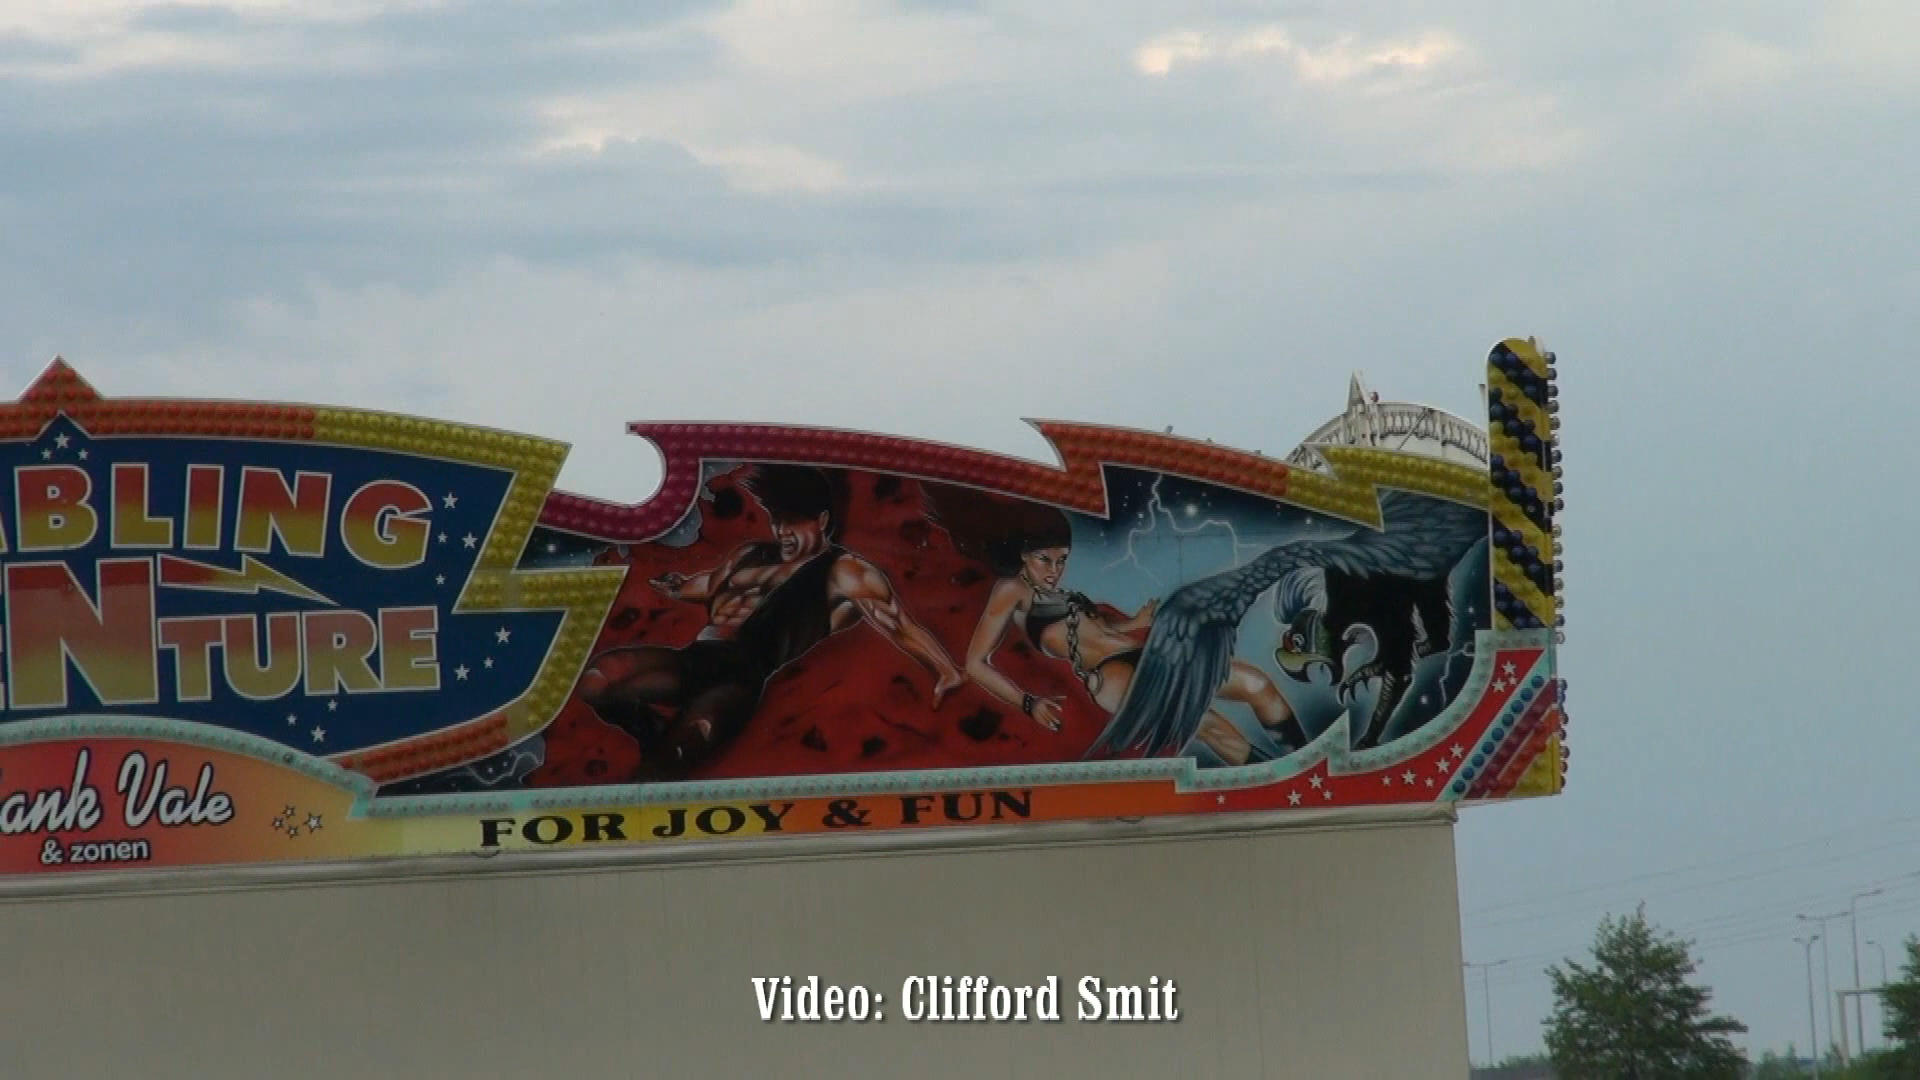 ABLING
ENTURE
ank Vale
& zonen
FOR JOY & FUN
Video: Clifford Smit